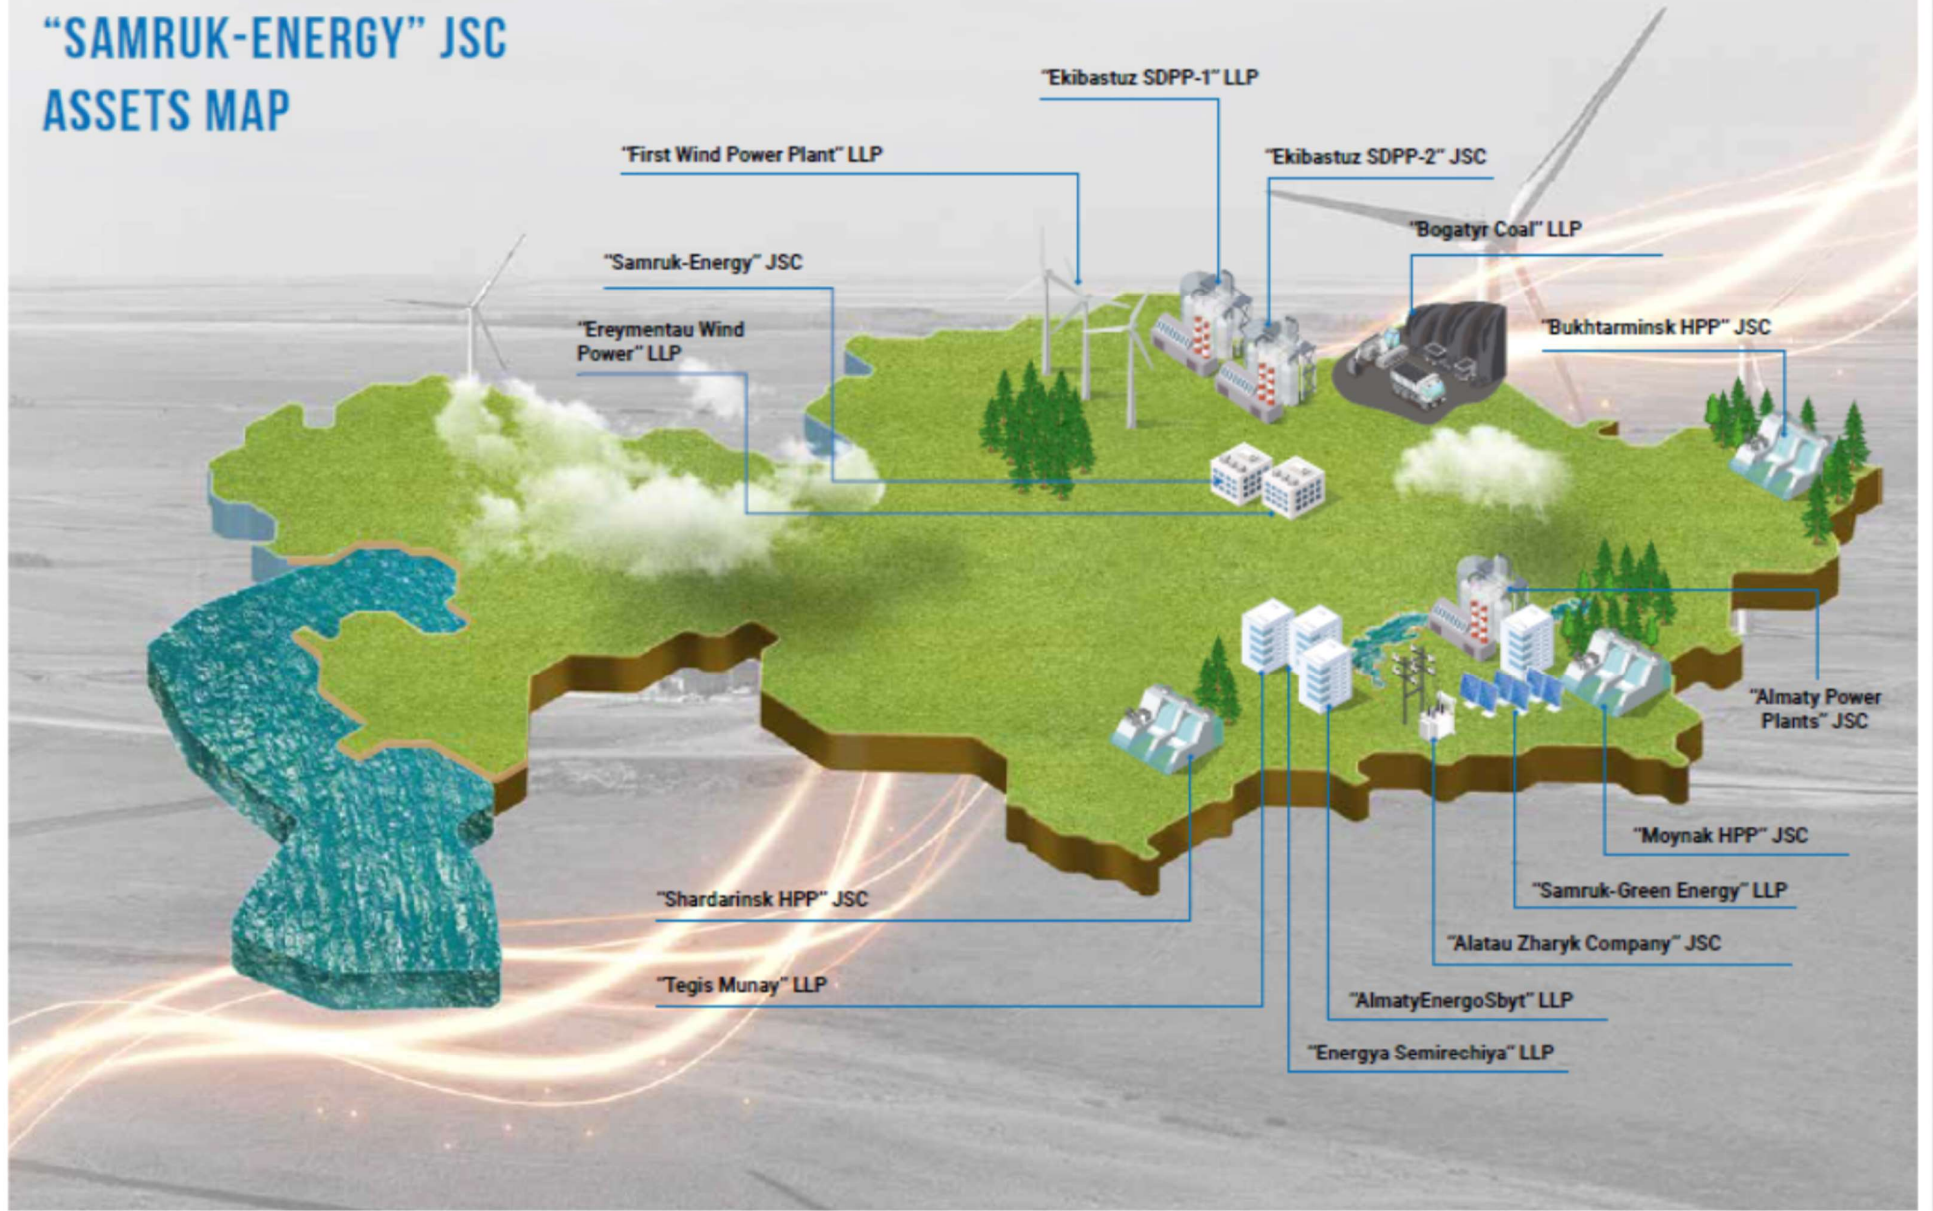 “SAMRUK-ENERGY” JSC
ASSETS MAP
“Ekibastuz SDPP-1” LLP
“First Wind Power Plant” LLP
“Ekibastuz SDPP-2” JSC
“Bogatyr Coal” LLP
“Samruk-Energy” JSC
“Ereymentau Wind
Power” LLP
“Bukhtarminsk HPP” JSC
“Almaty Power
Plants” JSC
“Moynak HPP” JSC
“Samruk-Green Energy” LLP
“Shardarinsk HPP” JSC
“Alatau Zharyk Company” JSC
“Tegis Munay” LLP
“AlmatyEnergoSbyt” LLP
“Energya Semirechiya” LLP